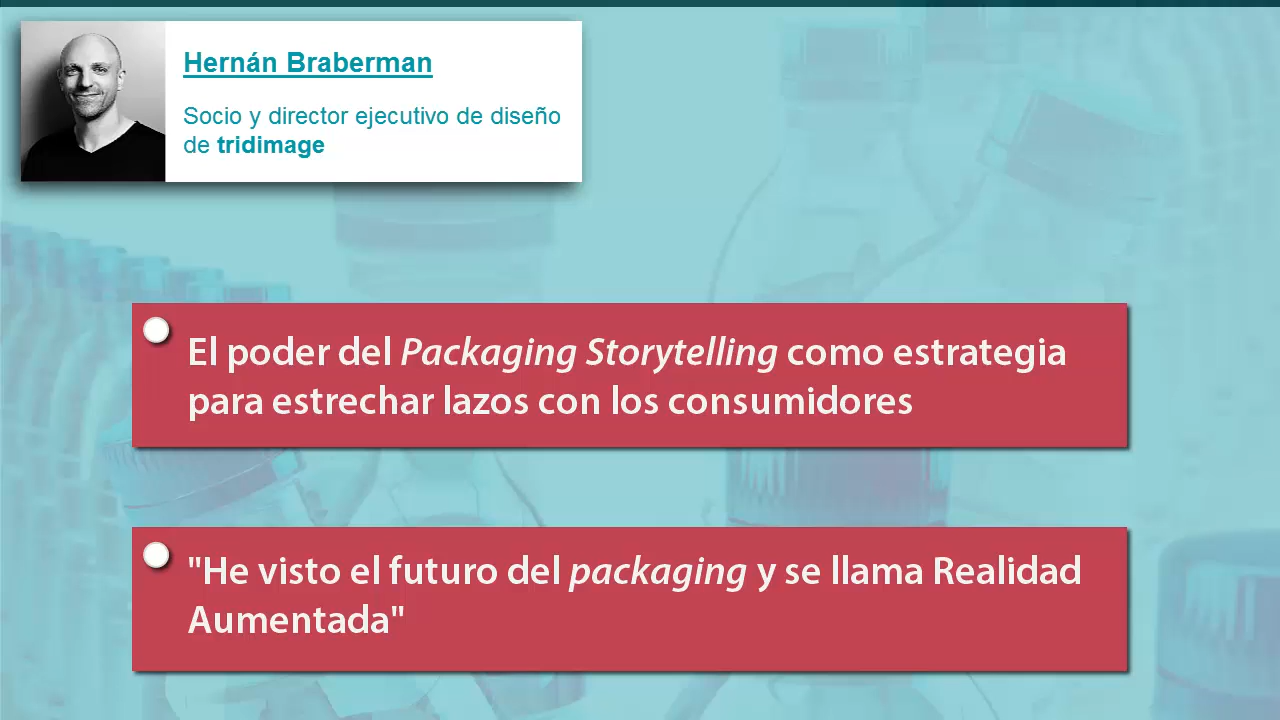 Hernán Braberman
Socio y director ejecutivo de diseño
de tridimage
El poder del Packaging Storytelling como estrategia
para estrechar lazos con los consumidores
"He visto el futuro del packaging y se llama Realidad
Aumentada"